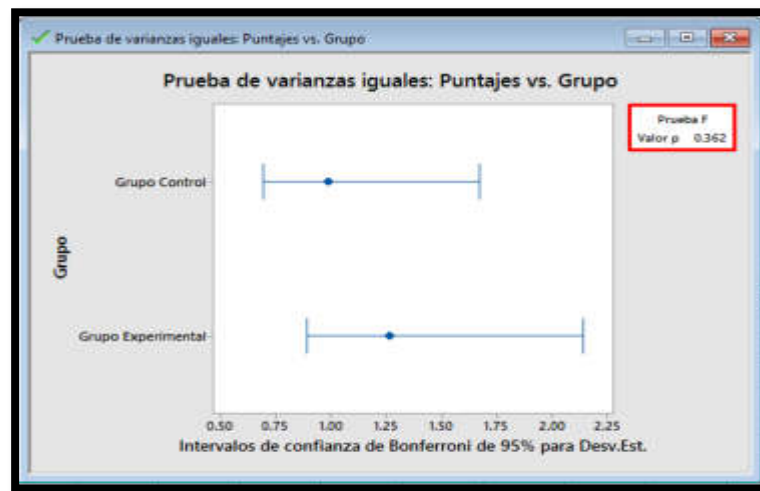 Prueba de varianzas iguales: Puntajes vs. Grupo
Prueba de varianzas iguales: Puntajes vs. Grupo
Prueba F
Valor p 0.362
Grupo Control
Grupo
Grupo Experimental
0.50 0.75 1.00 1.25 1.50 1.75 2.00 2.25
Intervalos de confianza de Bonferroni de 95% para Desv.Est.